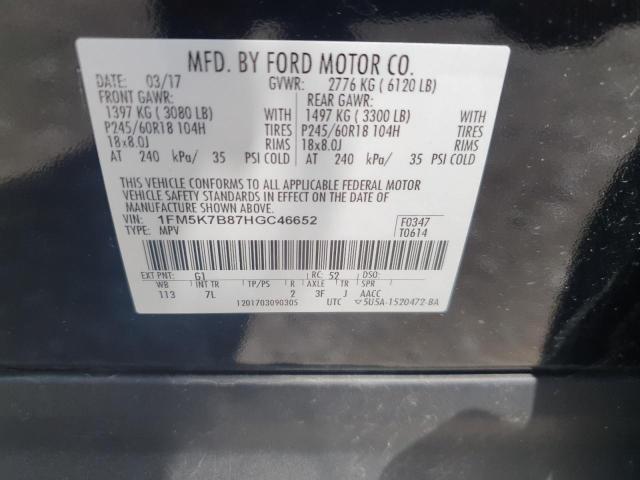 MFD. BY FORD MOTOR CO.
DATE: 03/17 GVWR: 2776 KG ( 6120 LB)
FRONT GAWR: REAR GAWR:
1397 KG ( 3080 LB) WITH 1497 KG ( 3300 LB) WITH
P245/60R18 104H TIRES P245/60R18 104H TIRES
18x8.0J RIMS 18x8.0J RIMS
AT 240 kPa/ 35 PSI COLD AT 240 kPa/ 35 PSI COLD
THIS VEHICLE CONFORMS TO ALL APPLICABLE FEDERAL MOTOR
VEHICLE SAFETY STANDARDS IN EFFECT ON THE DATE OF
MANUFACTURE SHOWN ABOVE.
VIN: 1FM5K7B87HGC46652 F0347
TYPE: MPV T0614
EXT PNT: G1 RC: 52 DSO:
WB INT TR TP/PS R AXLE TR SPR
113 7L 2 3F J AACC
1201703090305 UTC 5U5A-1520472-BA